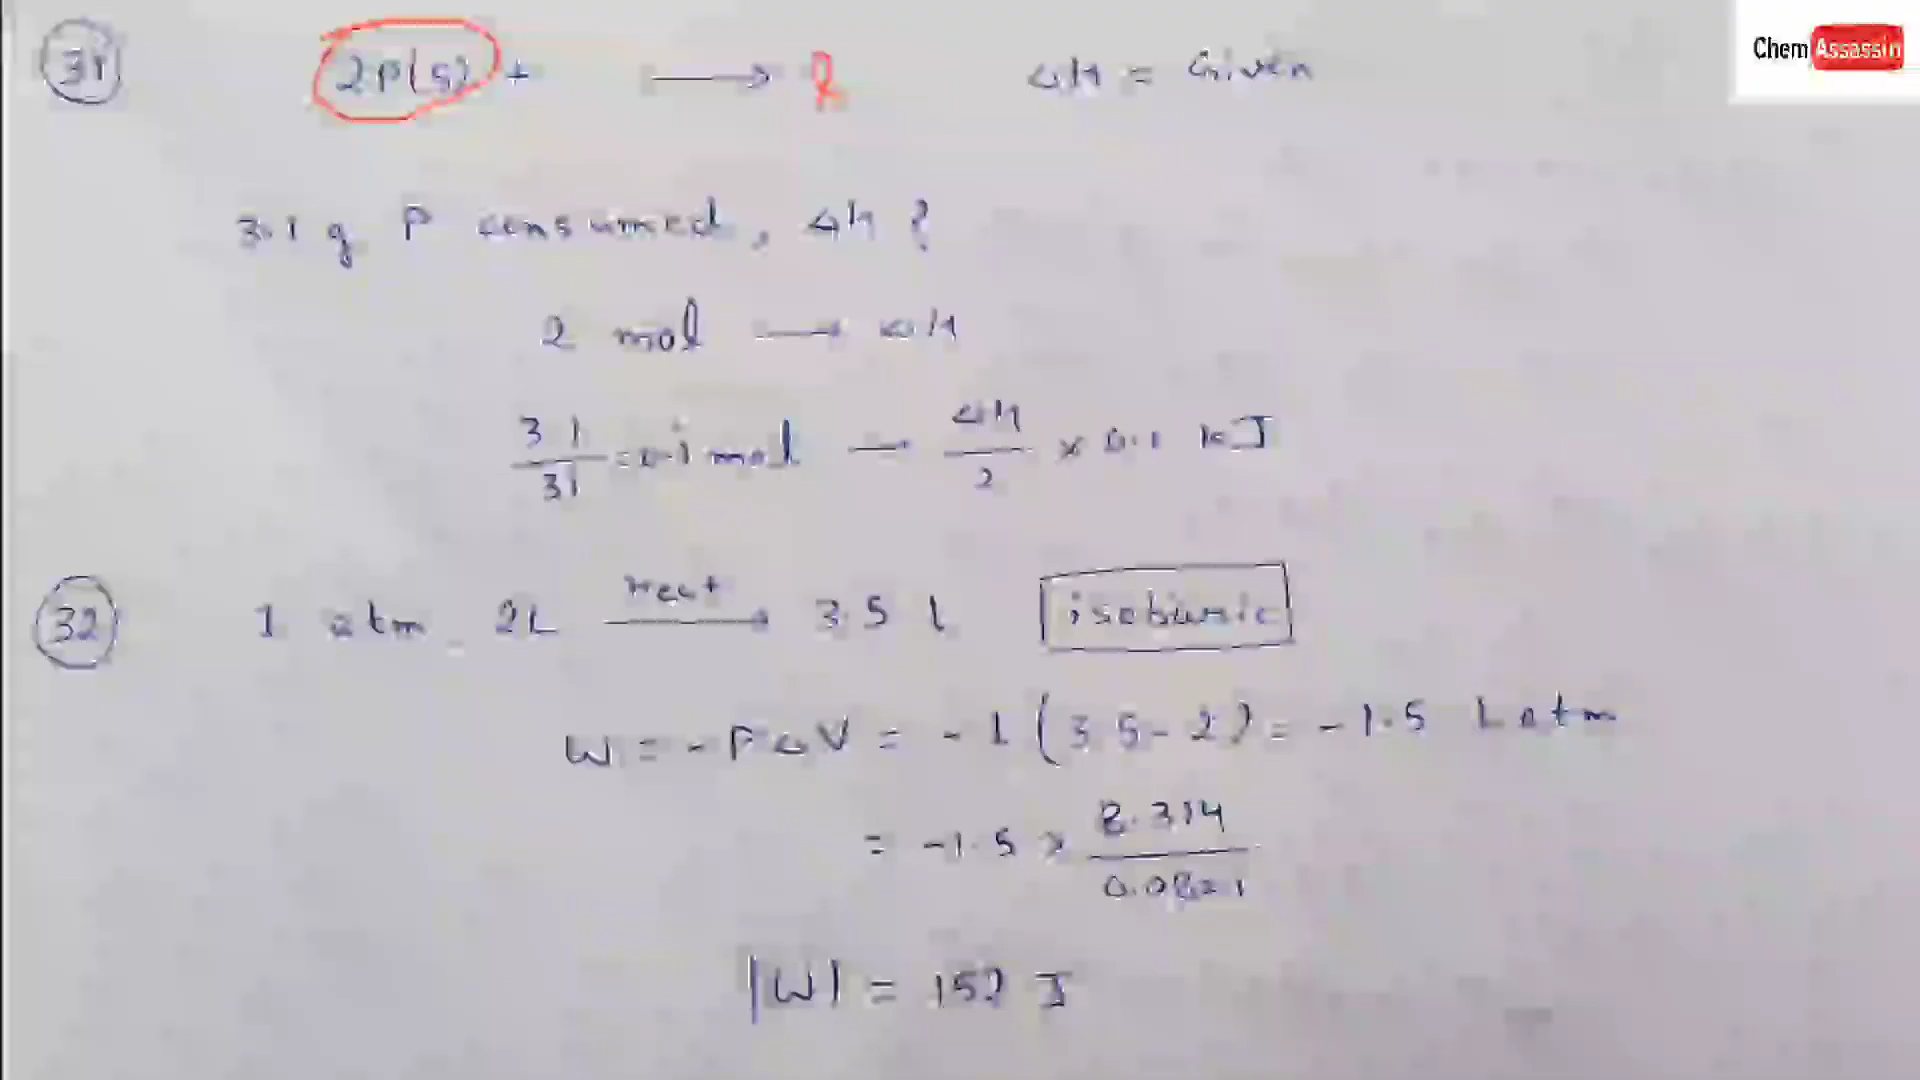 Chem Assassin
31 2P(s) + ⟶ ΔH = Given
3.1 g P consumed, ΔH ?
2 mol ⟶ ΔH
3.1/31 = 0.1 mol — ΔH/2 × 0.1 kJ
32 1 atm 2L Heat⟶ 3.5 L isobaric
W = -PΔV = -1 (3.5-2) = -1.5 L atm
= -1.5 × 8.314/0.0821
|W| = 152 J